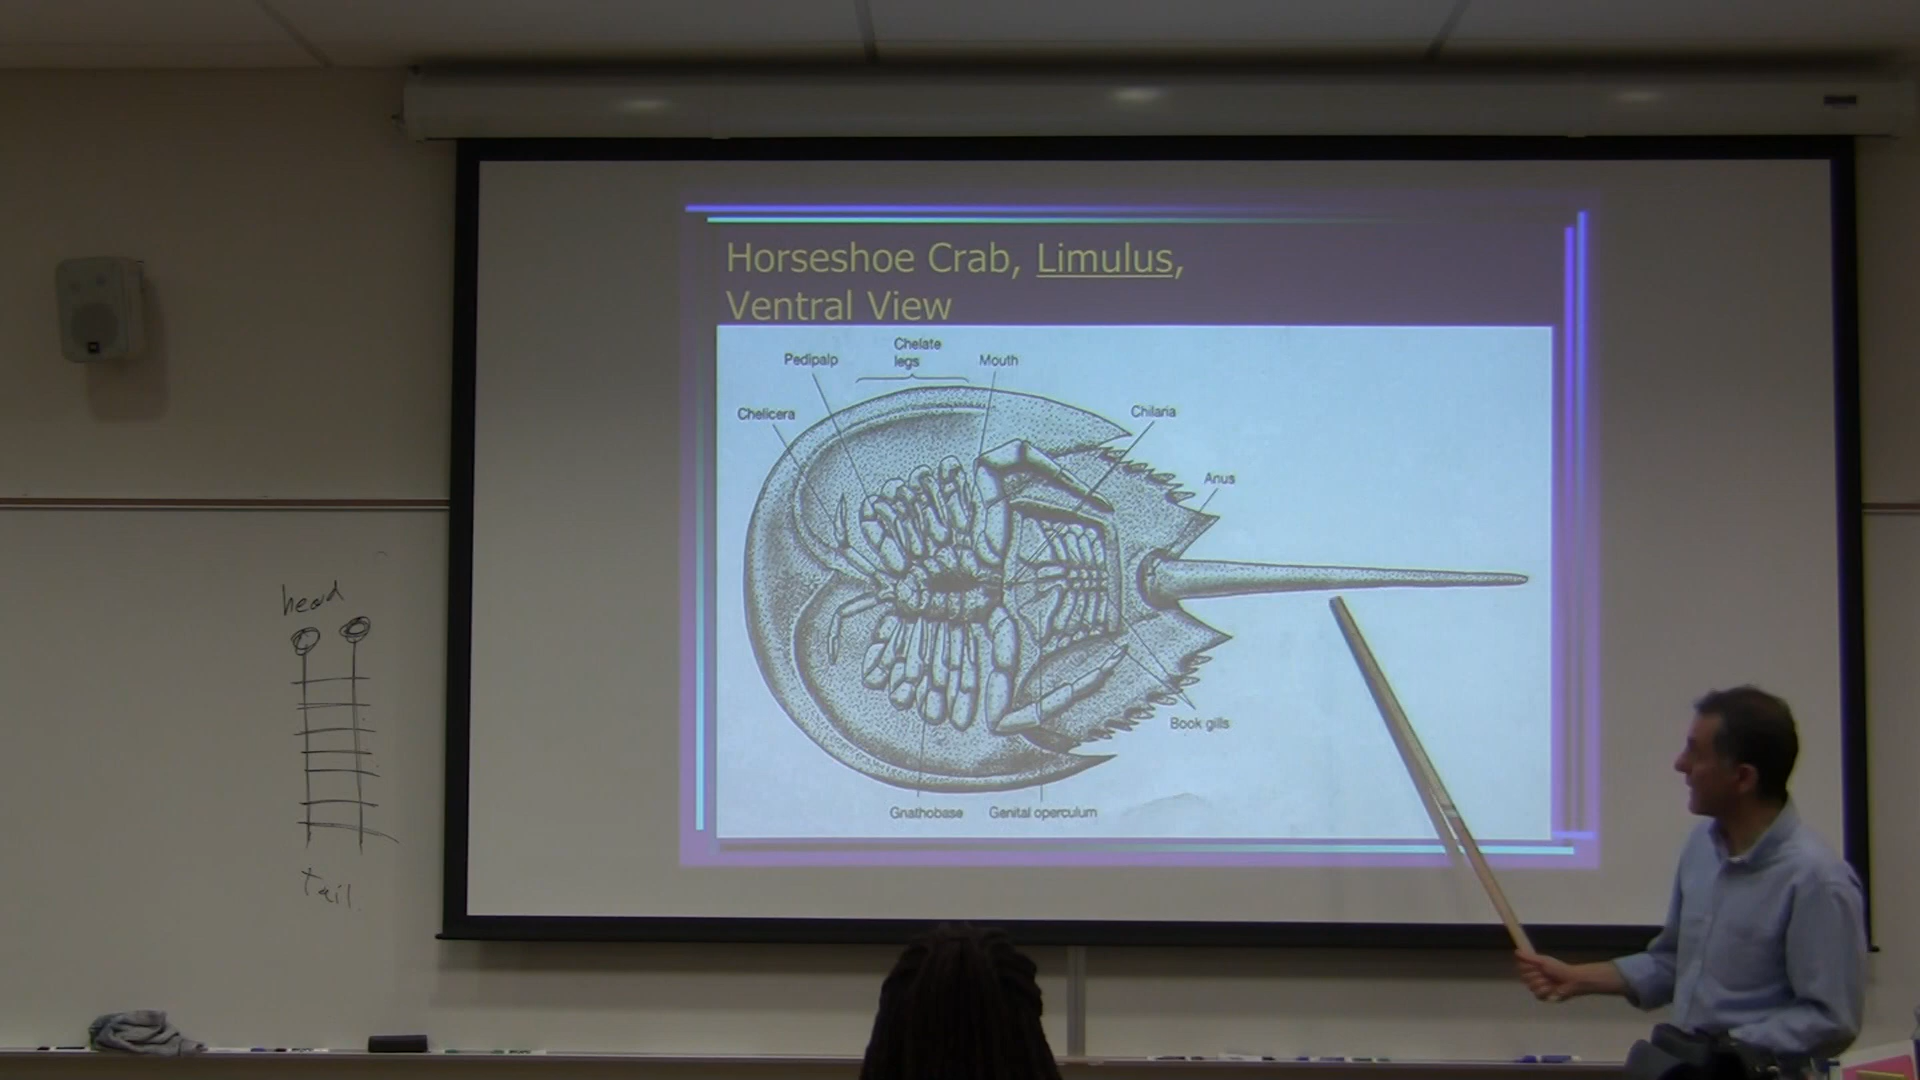 Horseshoe Crab, Limulus,
Ventral View
Chelate
legs
Pedipalp
Mouth
Chelicera
Chilaria
Anus
Book gills
Gnathobase
Genital operculum
head
tail